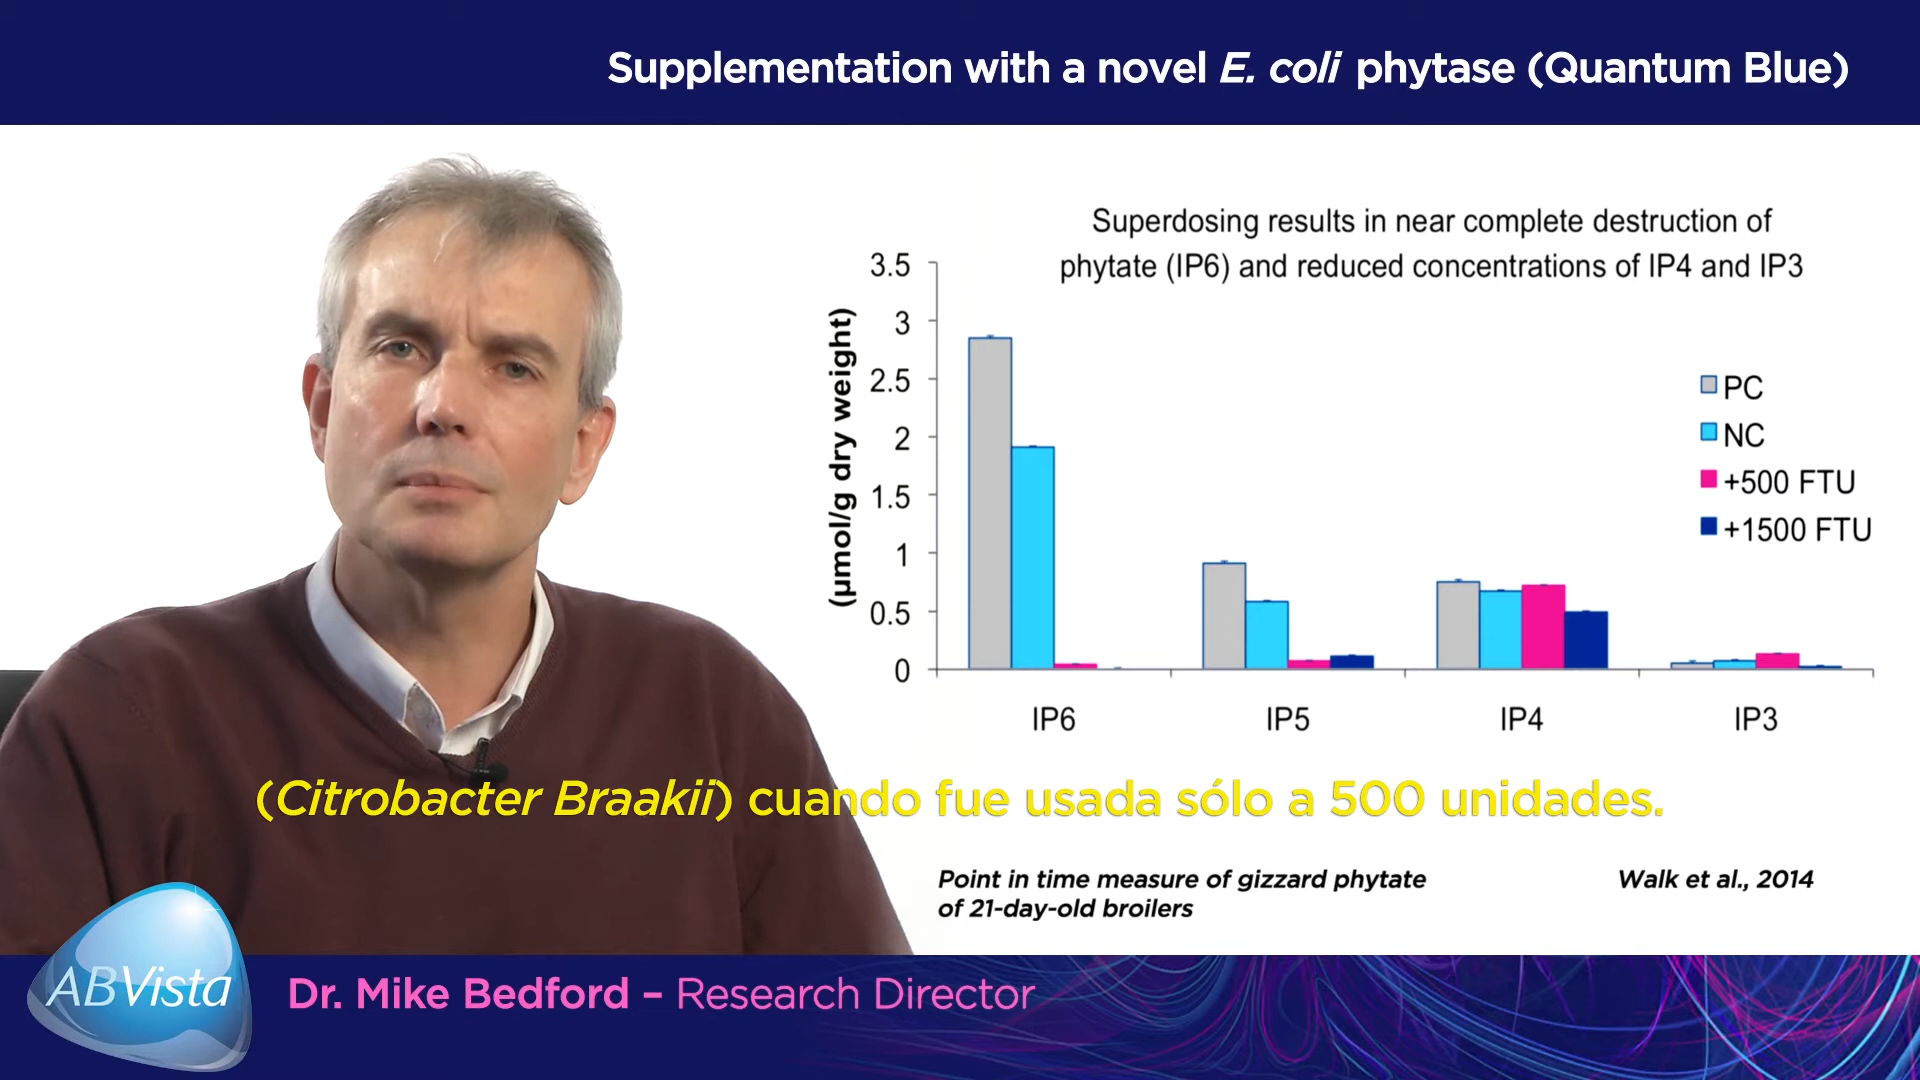 Supplementation with a novel E. coli phytase (Quantum Blue)
Superdosing results in near complete destruction of
phytate (IP6) and reduced concentrations of IP4 and IP3
(µmol/g dry weight)
3.5
3
2.5
2
1.5
1
0.5
0
PC
NC
+500 FTU
+1500 FTU
IP6 IP5 IP4 IP3
(Citrobacter Braakii) cuando fue usada sólo a 500 unidades.
Point in time measure of gizzard phytate
of 21-day-old broilers
Walk et al., 2014
ABVista
Dr. Mike Bedford – Research Director